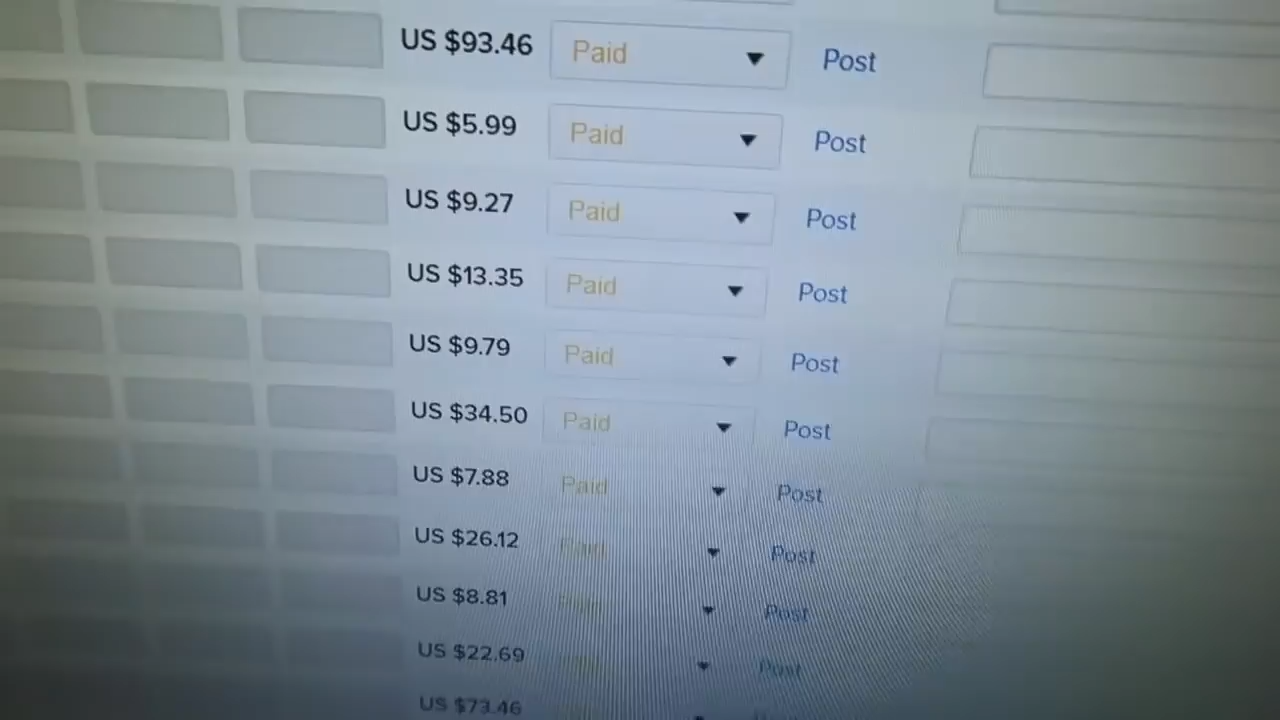 US $93.46 Paid Post
US $5.99 Paid Post
US $9.27 Paid Post
US $13.35 Paid Post
US $9.79 Paid Post
US $34.50 Paid Post
US $7.88 Paid Post
US $26.12 Paid Post
US $8.81 Paid Post
US $22.69 Post
US $73.46